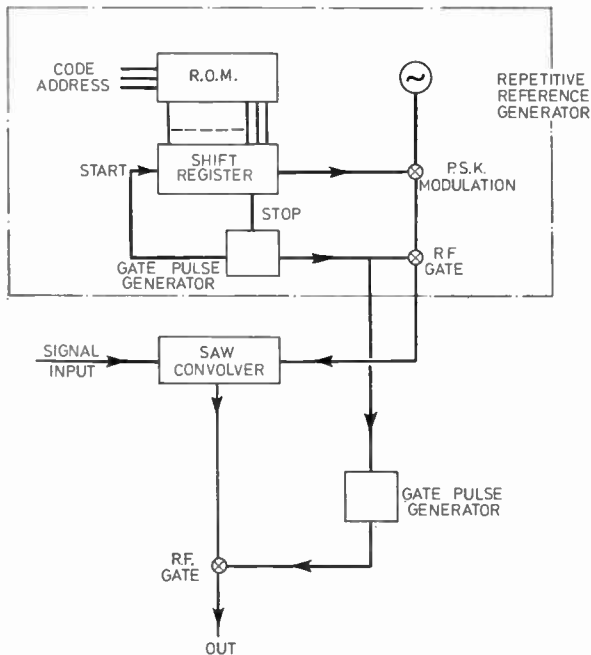 CODE
ADDRESS
R.O.M.
~
REPETITIVE
REFERENCE
GENERATOR
START
SHIFT
REGISTER
P.S.K.
MODULATION
STOP
GATE PULSE
GENERATOR
R F
GATE
SIGNAL
INPUT
SAW
CONVOLVER
GATE PULSE
GENERATOR
R.F.
GATE
OUT